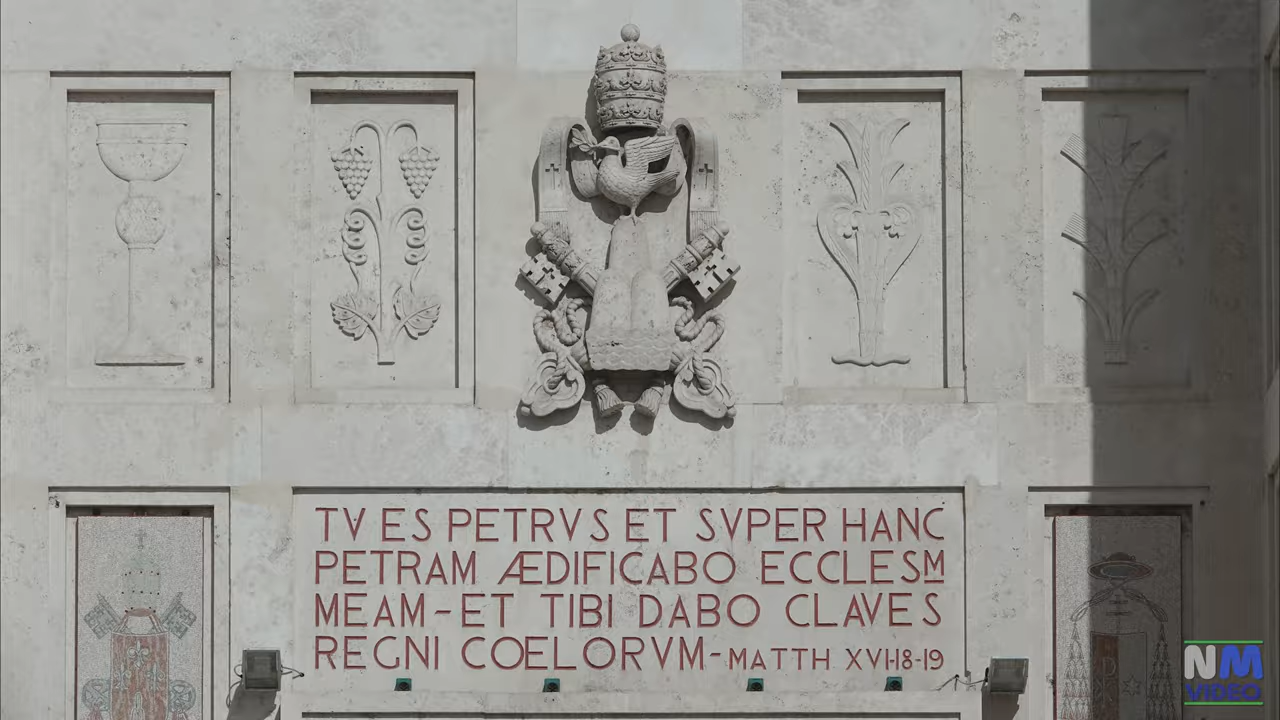 TV ES PETRVS ET SVPER HANC
PETRAM ÆDIFICABO ECCLESM
MEAM-ET TIBI DABO CLAVES
REGNI COELORVM-MATTH XVI-18-19
NM
VIDEO